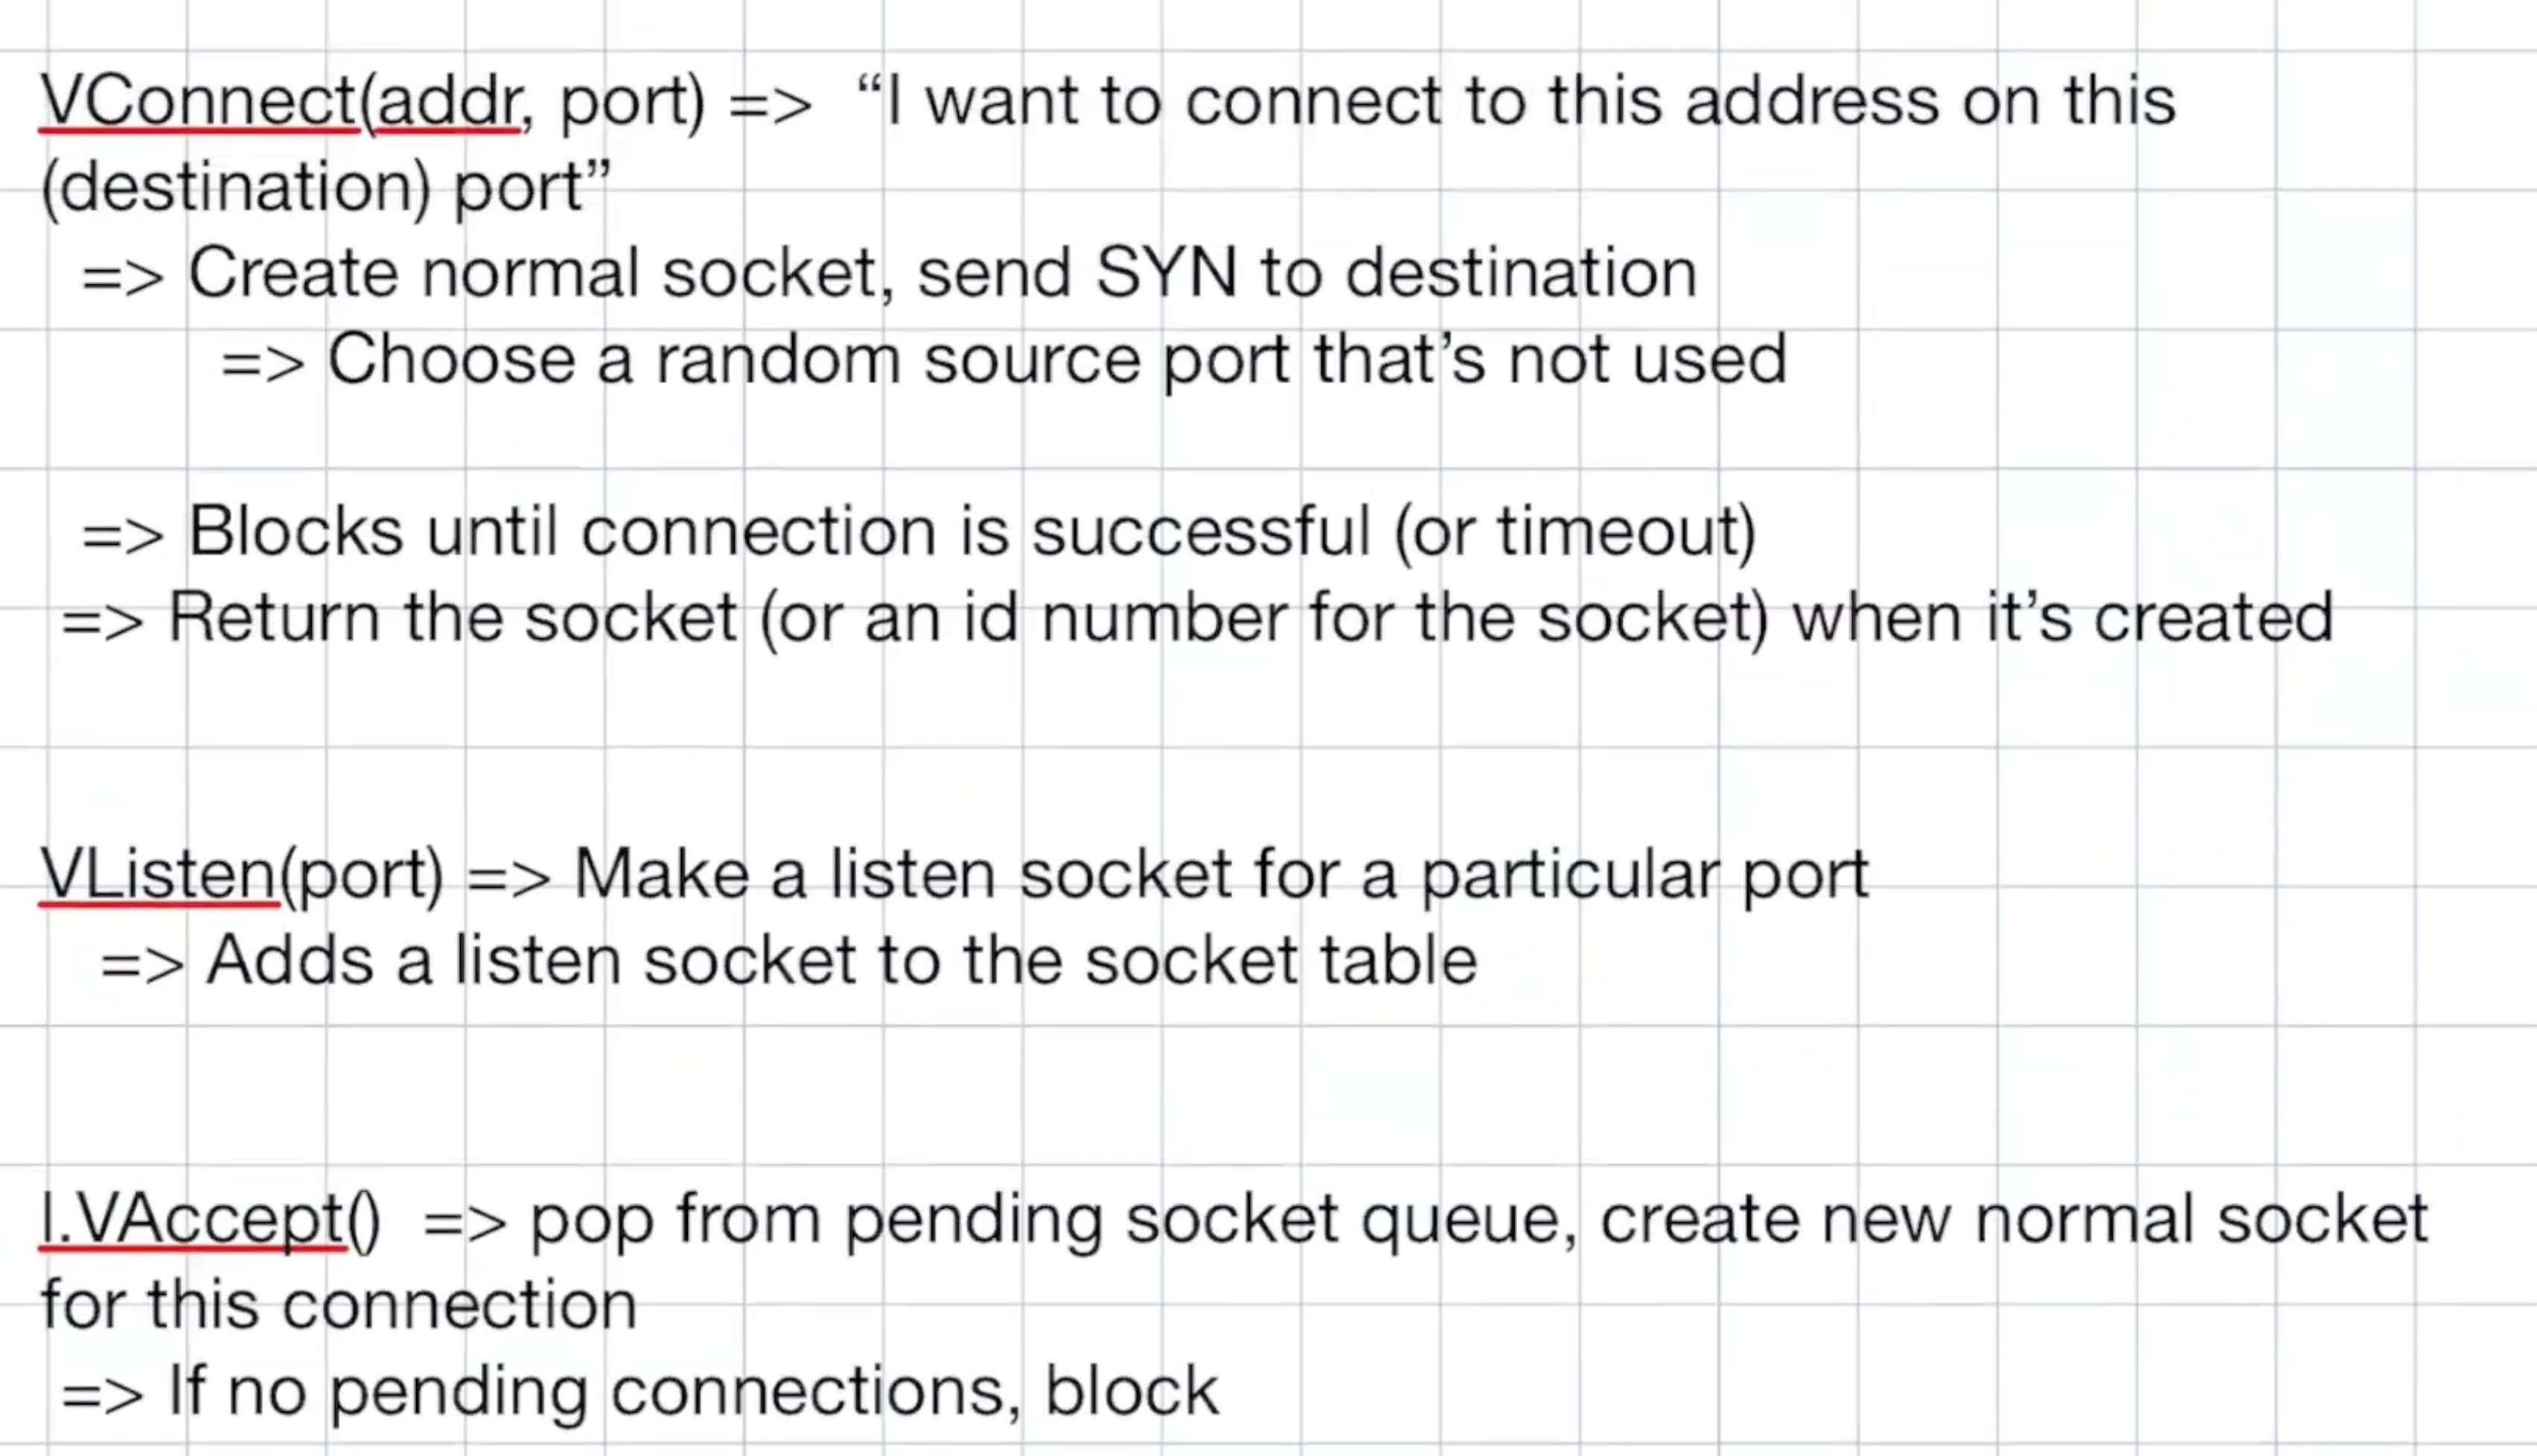 VConnect(addr, port) =>  “I want to connect to this address on this
(destination) port”
=> Create normal socket, send SYN to destination
=> Choose a random source port that’s not used
=> Blocks until connection is successful (or timeout)
=> Return the socket (or an id number for the socket) when it’s created
VListen(port) => Make a listen socket for a particular port
=> Adds a listen socket to the socket table
l.VAccept()  => pop from pending socket queue, create new normal socket
for this connection
=> If no pending connections, block